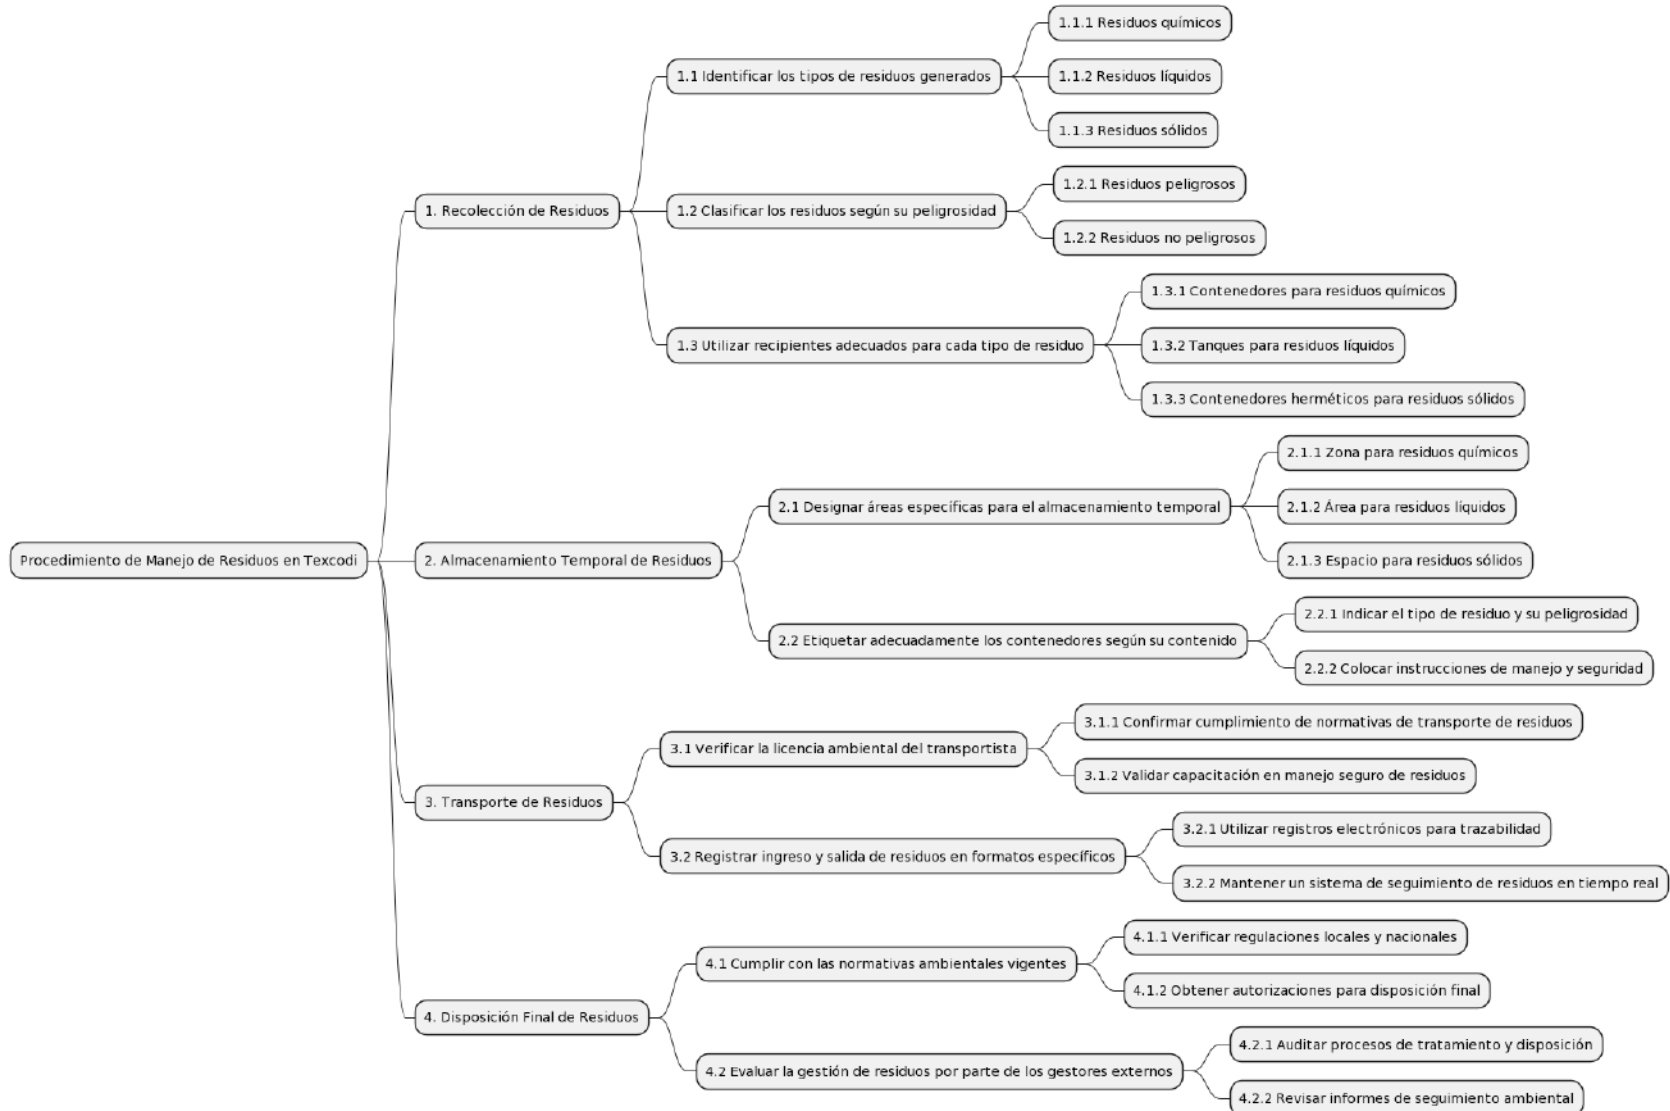 Procedimiento de Manejo de Residuos en Texcodi
1. Recolección de Residuos
1.1 Identificar los tipos de residuos generados
1.1.1 Residuos químicos
1.1.2 Residuos líquidos
1.1.3 Residuos sólidos
1.2 Clasificar los residuos según su peligrosidad
1.2.1 Residuos peligrosos
1.2.2 Residuos no peligrosos
1.3 Utilizar recipientes adecuados para cada tipo de residuo
1.3.1 Contenedores para residuos químicos
1.3.2 Tanques para residuos líquidos
1.3.3 Contenedores herméticos para residuos sólidos
2. Almacenamiento Temporal de Residuos
2.1 Designar áreas específicas para el almacenamiento temporal
2.1.1 Zona para residuos químicos
2.1.2 Área para residuos líquidos
2.1.3 Espacio para residuos sólidos
2.2 Etiquetar adecuadamente los contenedores según su contenido
2.2.1 Indicar el tipo de residuo y su peligrosidad
2.2.2 Colocar instrucciones de manejo y seguridad
3. Transporte de Residuos
3.1 Verificar la licencia ambiental del transportista
3.1.1 Confirmar cumplimiento de normativas de transporte de residuos
3.1.2 Validar capacitación en manejo seguro de residuos
3.2 Registrar ingreso y salida de residuos en formatos específicos
3.2.1 Utilizar registros electrónicos para trazabilidad
3.2.2 Mantener un sistema de seguimiento de residuos en tiempo real
4. Disposición Final de Residuos
4.1 Cumplir con las normativas ambientales vigentes
4.1.1 Verificar regulaciones locales y nacionales
4.1.2 Obtener autorizaciones para disposición final
4.2 Evaluar la gestión de residuos por parte de los gestores externos
4.2.1 Auditar procesos de tratamiento y disposición
4.2.2 Revisar informes de seguimiento ambiental